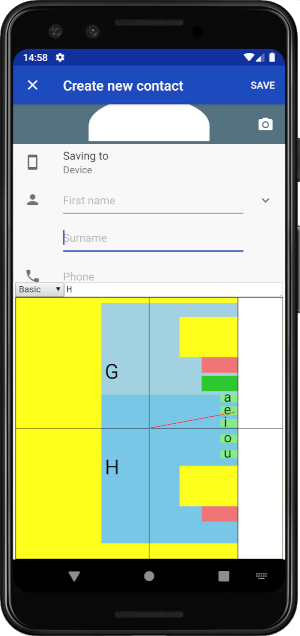 14:58
Create new contact
SAVE
Saving to
Device
First name
Surname
Phone
Basic
H
G
a
e
i
H
o
u